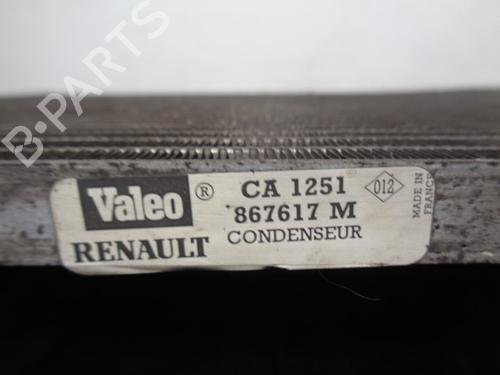 B-PARTS
Valeo ® CA 1251 012
867617 M MADE IN FRANCE
RENAULT CONDENSEUR